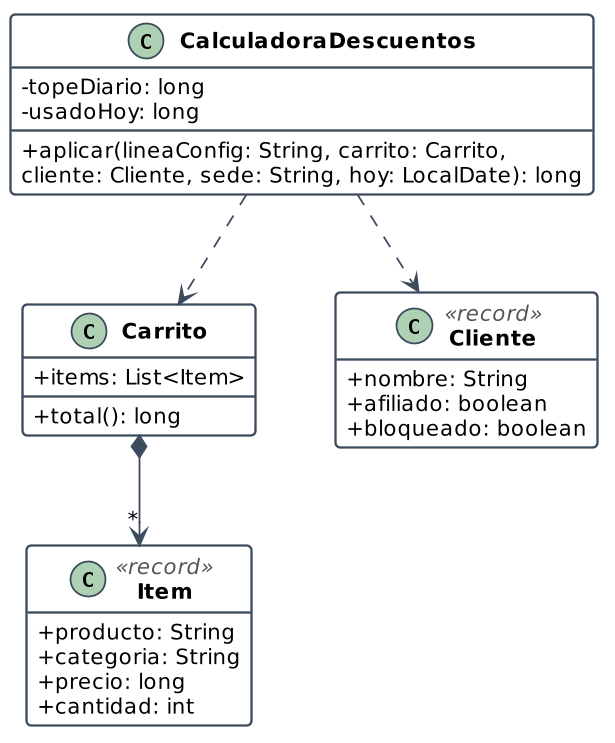 C CalculadoraDescuentos
-topeDiario: long
-usadoHoy: long
+aplicar(lineaConfig: String, carrito: Carrito,
cliente: Cliente, sede: String, hoy: LocalDate): long
C Carrito
+items: List<Item>
+total(): long
«record»
C Cliente
+nombre: String
+afiliado: boolean
+bloqueado: boolean
*
«record»
C Item
+producto: String
+categoria: String
+precio: long
+cantidad: int